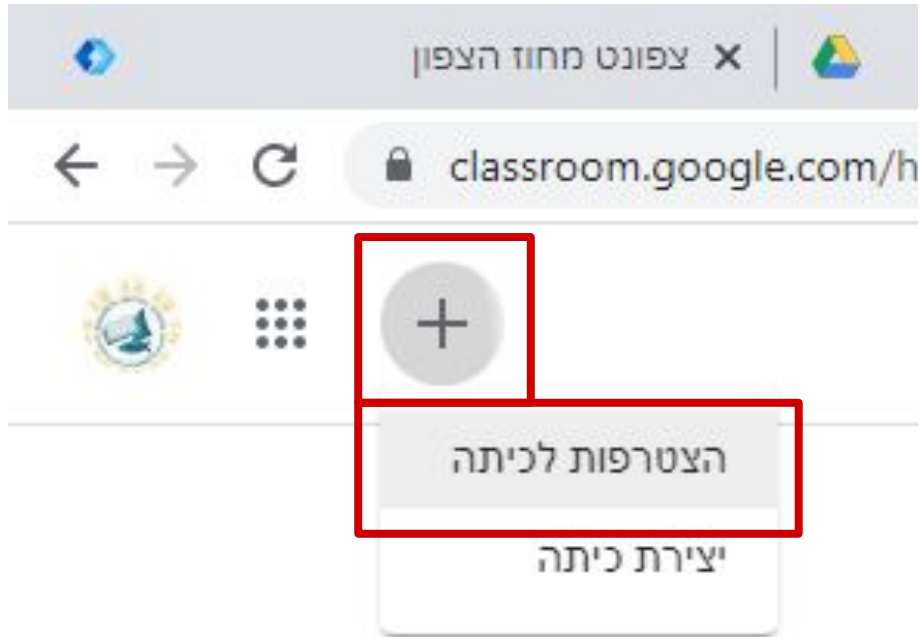 צפונט מחוז הצפון
classroom.google.com/h
הצטרפות לכיתה
יצירת כיתה